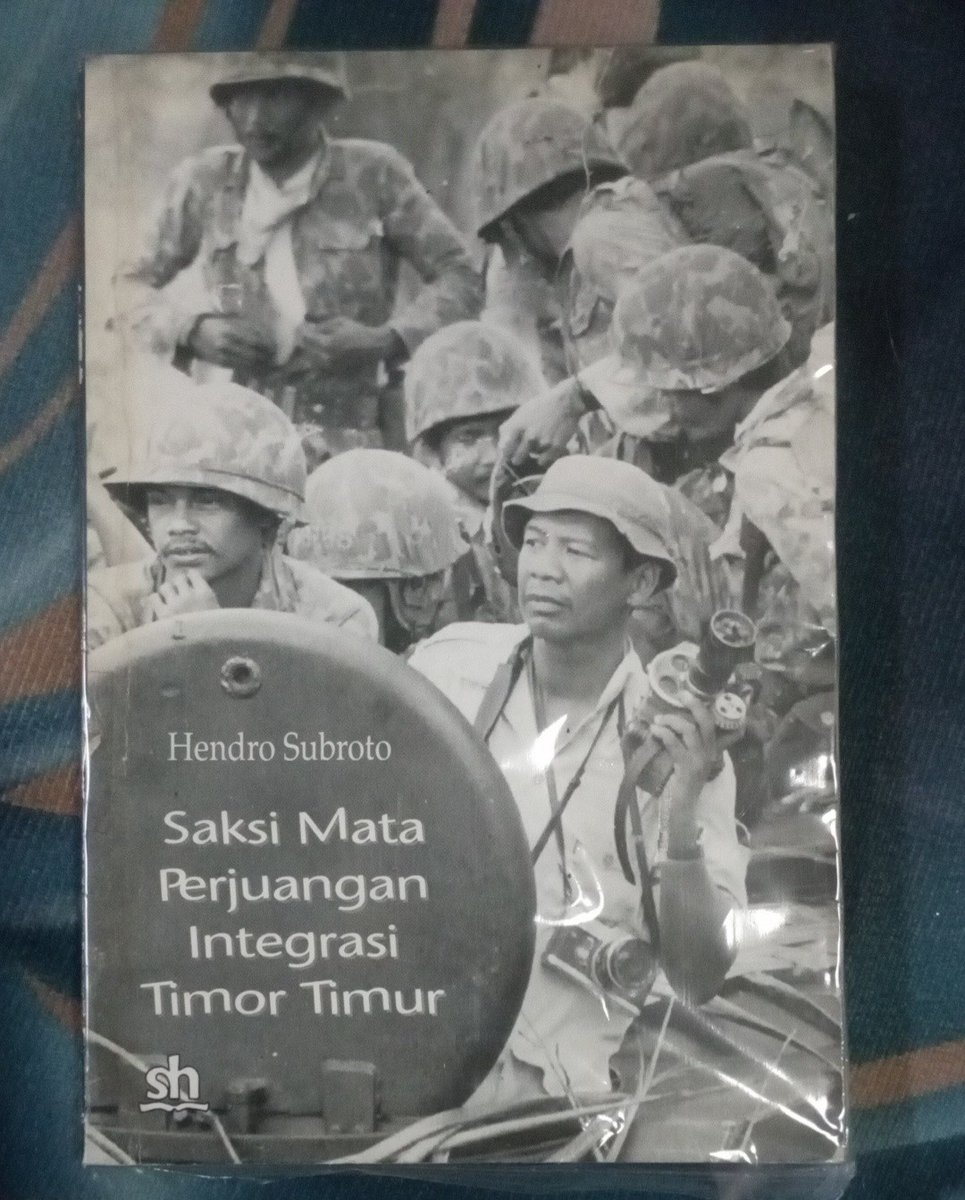 Hendro Subroto
Saksi Mata
Perjuangan
Integrasi
Timor Timur
sh